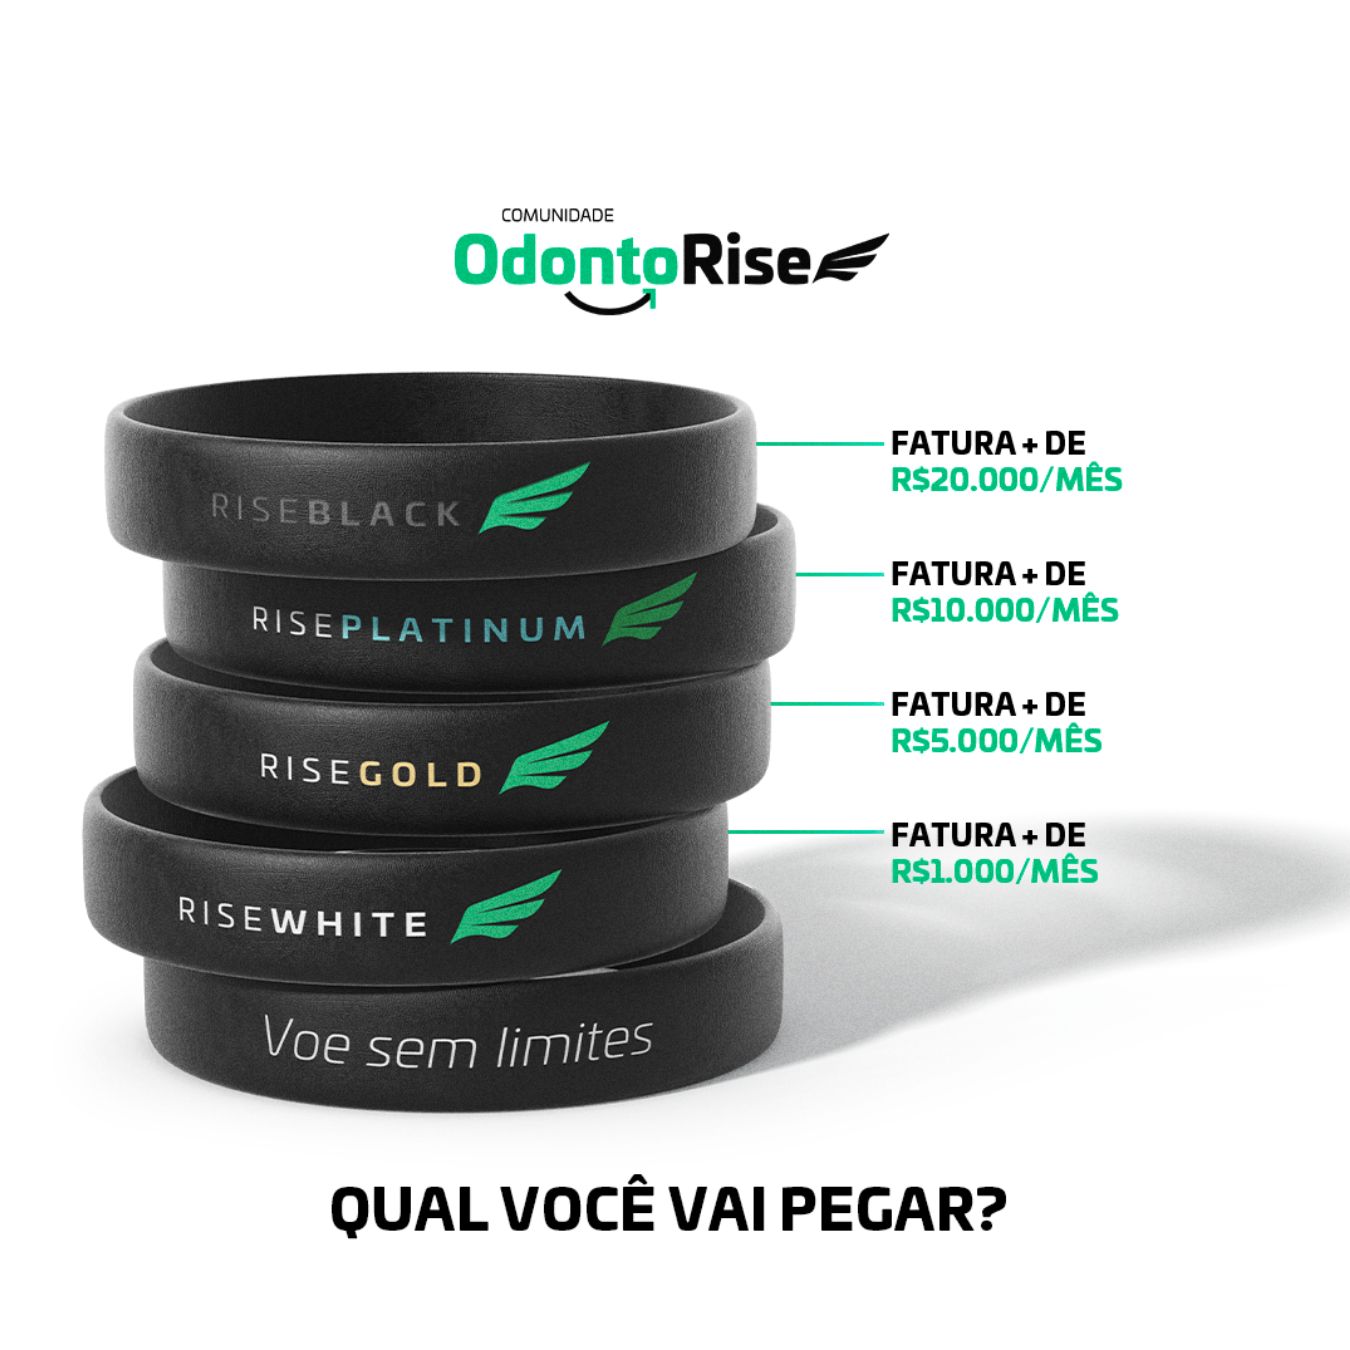 COMUNIDADE
OdontoRise
RISEBLACK
FATURA + DE
R$20.000/MÊS
RISEPLATINUM
FATURA + DE
R$10.000/MÊS
RISEGOLD
FATURA + DE
R$5.000/MÊS
RISEWHITE
FATURA + DE
R$1.000/MÊS
Voe sem limites
QUAL VOCÊ VAI PEGAR?